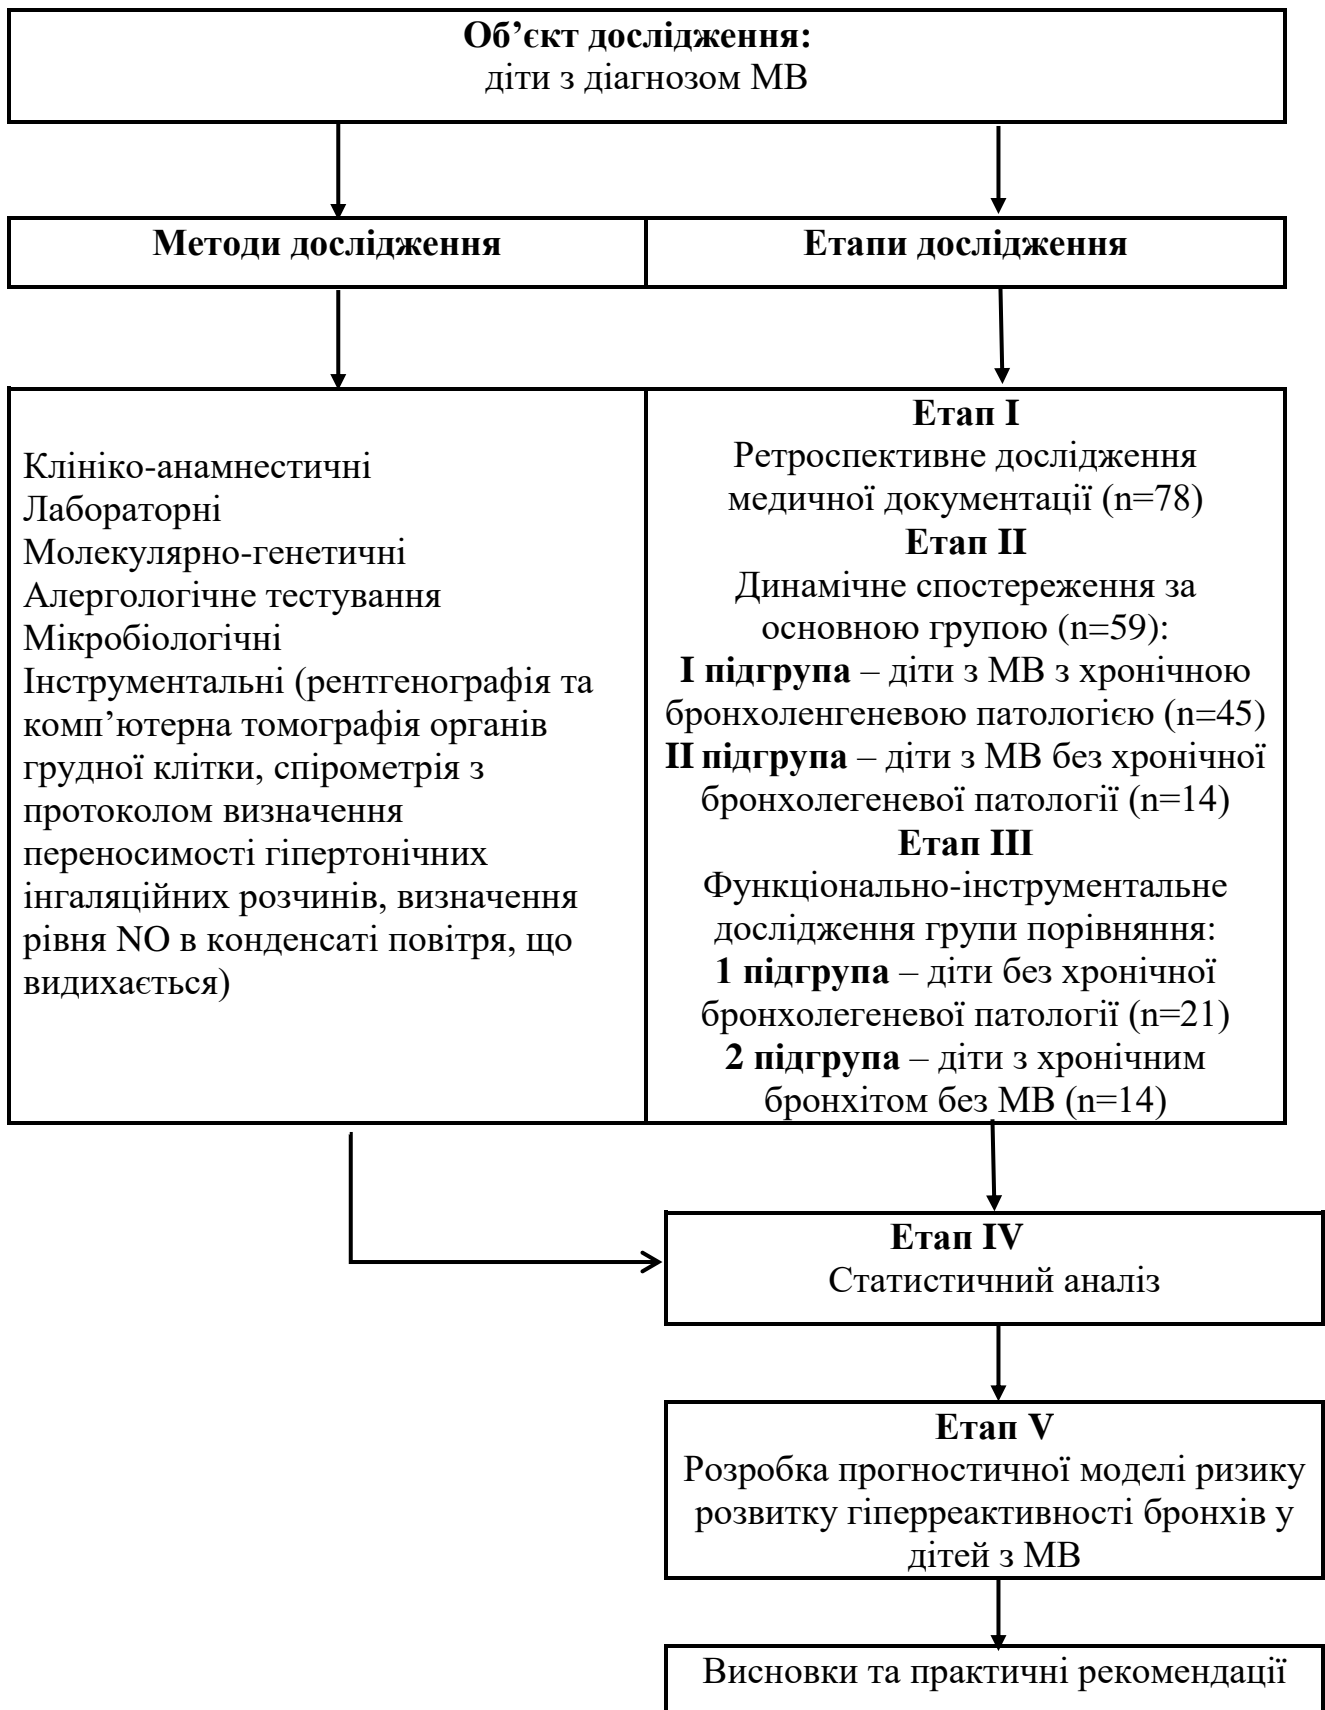 Об’єкт дослідження:
діти з діагнозом МВ
Методи дослідження
Етапи дослідження
Клініко-анамнестичні
Лабораторні
Молекулярно-генетичні
Алергологічне тестування
Мікробіологічні
Інструментальні (рентгенографія та
комп’ютерна томографія органів
грудної клітки, спірометрія з
протоколом визначення
переносимості гіпертонічних
інгаляційних розчинів, визначення
рівня NO в конденсаті повітря, що
видихається)
Етап I
Ретроспективне дослідження
медичної документації (n=78)
Етап II
Динамічне спостереження за
основною групою (n=59):
I підгрупа – діти з МВ з хронічною
бронхоленгеневою патологією (n=45)
II підгрупа – діти з МВ без хронічної
бронхолегеневої патології (n=14)
Етап III
Функціонально-інструментальне
дослідження групи порівняння:
1 підгрупа – діти без хронічної
бронхолегеневої патології (n=21)
2 підгрупа – діти з хронічним
бронхітом без МВ (n=14)
Етап IV
Статистичний аналіз
Етап V
Розробка прогностичної моделі ризику
розвитку гіперреактивності бронхів у
дітей з МВ
Висновки та практичні рекомендації